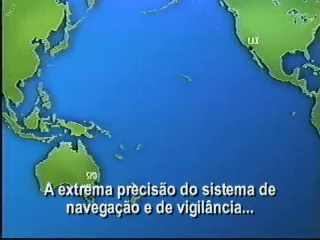 LAX
SYD
A extrema precisão do sistema de
navegação e de vigilância...